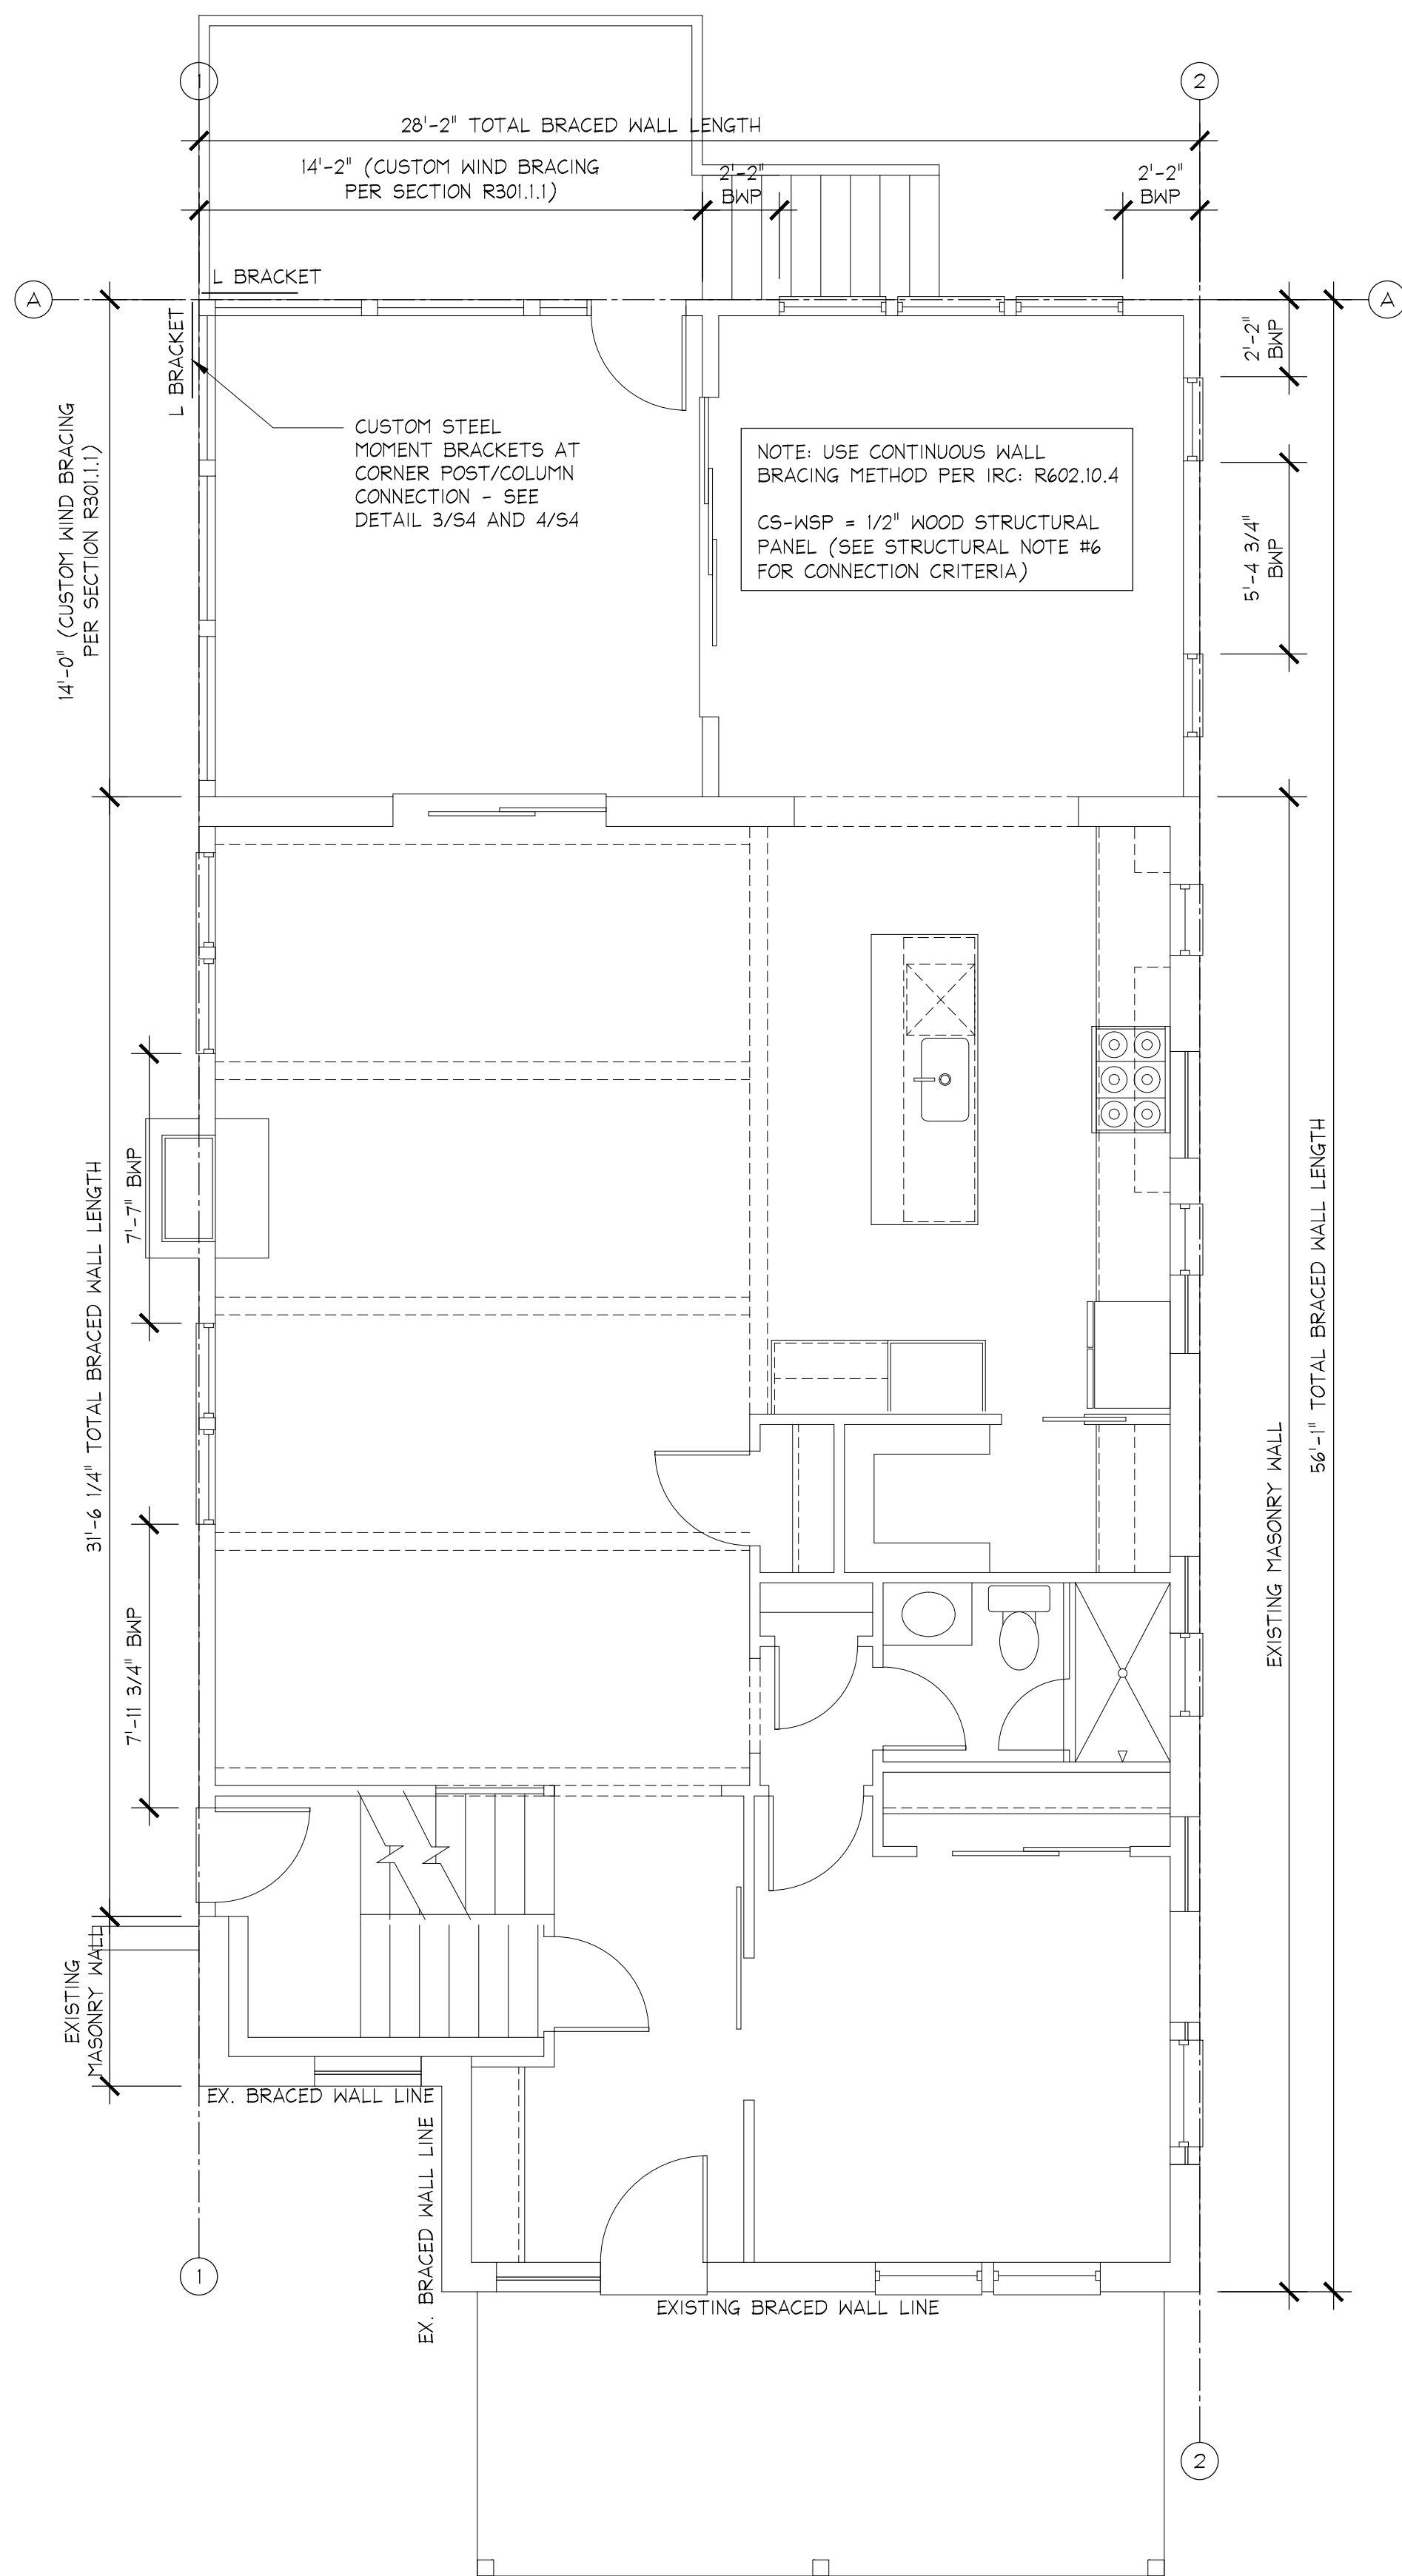 1
2
28'-2" TOTAL BRACED WALL LENGTH
14'-2" (CUSTOM WIND BRACING
PER SECTION R301.1.1)
2'-2"
BWP
2'-2"
BWP
L BRACKET
A
A
L BRACKET
2'-2"
BWP
14'-0" (CUSTOM WIND BRACING
PER SECTION R301.1.1)
CUSTOM STEEL
MOMENT BRACKETS AT
CORNER POST/COLUMN
CONNECTION - SEE
DETAIL 3/S4 AND 4/S4
NOTE: USE CONTINUOUS WALL
BRACING METHOD PER IRC: R602.10.4
CS-WSP = 1/2" WOOD STRUCTURAL
PANEL (SEE STRUCTURAL NOTE #6
FOR CONNECTION CRITERIA)
5'-4 3/4"
BWP
31'-6 1/4" TOTAL BRACED WALL LENGTH
7'-7" BWP
7'-11 3/4" BWP
EXISTING MASONRY WALL
56'-1" TOTAL BRACED WALL LENGTH
EXISTING
MASONRY WALL
EX. BRACED WALL LINE
EX. BRACED WALL LINE
1
EXISTING BRACED WALL LINE
2